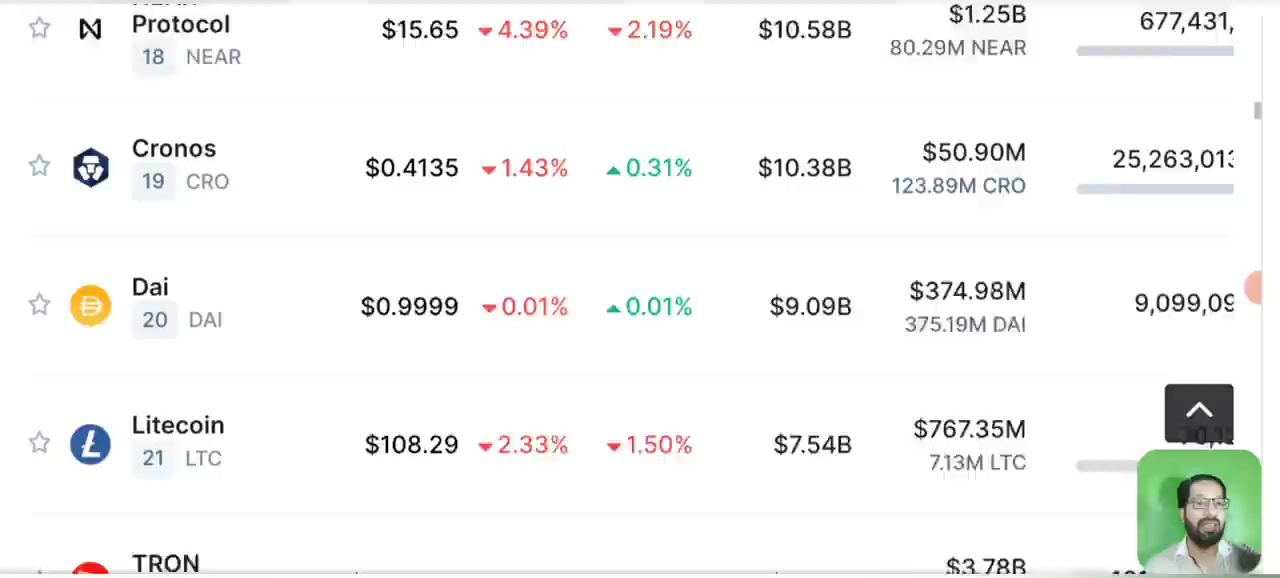 Protocol
18 NEAR
$15.65 4.39% 2.19% $10.58B
$1.25B
80.29M NEAR
677,431,
Cronos
19 CRO
$0.4135 1.43% 0.31% $10.38B
$50.90M
123.89M CRO
25,263,013
Dai
20 DAI
$0.9999 0.01% 0.01% $9.09B
$374.98M
375.19M DAI
9,099,09
Litecoin
21 LTC
$108.29 2.33% 1.50% $7.54B
$767.35M
7.13M LTC
TRON
$3.78B